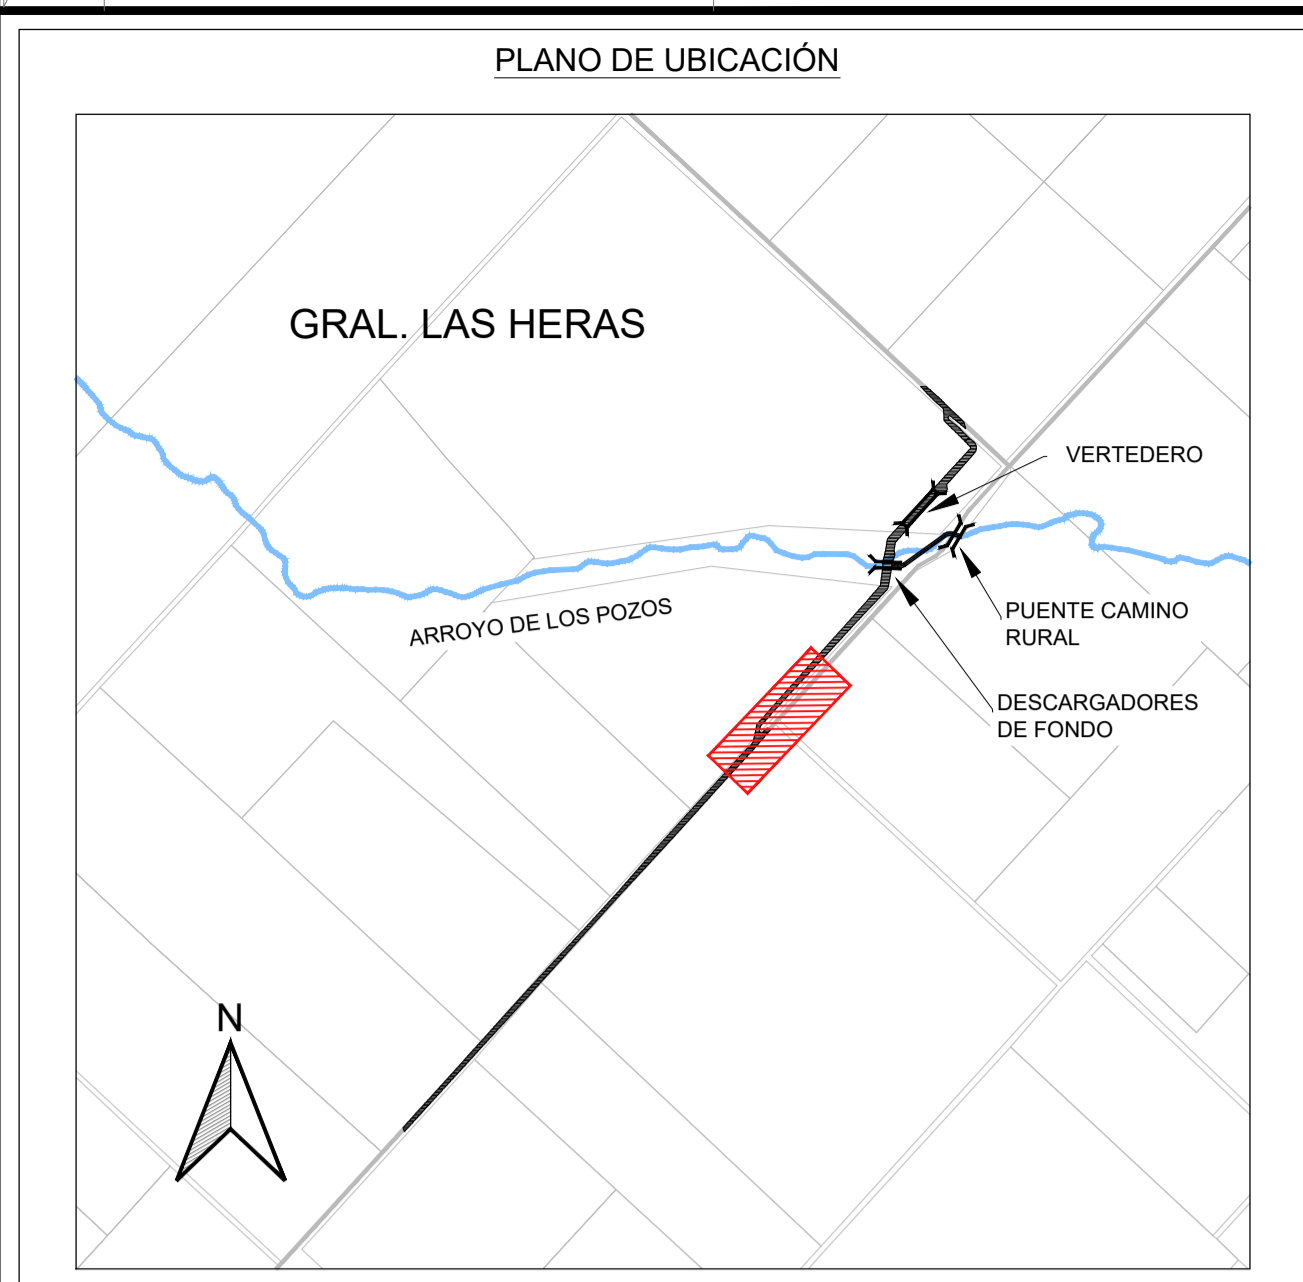 PLANO DE UBICACIÓN
GRAL. LAS HERAS
VERTEDERO
ARROYO DE LOS POZOS
PUENTE CAMINO
RURAL
DESCARGADORES
DE FONDO
N